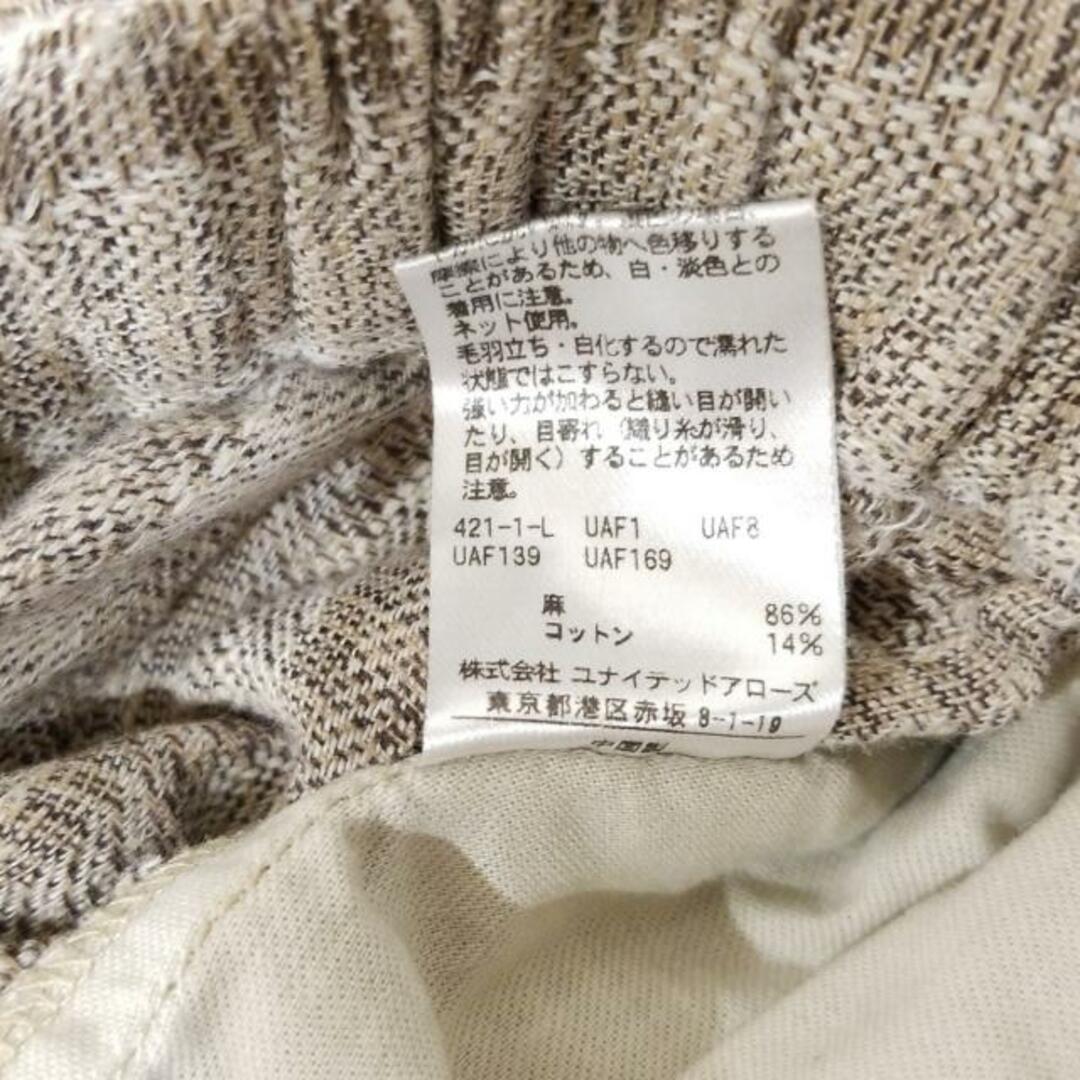 摩擦により他の物へ色移りする
ことがあるため、白・淡色との
着用に注意。
ネット使用。
毛羽立ち・白化するので濡れた
状態ではこすらない。
強い力が加わると縫い目が開い
たり、目寄れ（織り糸が滑り、
目が開く）することがあるため
注意。
421-1-L UAF1 UAF8
UAF139 UAF169
麻 86%
コットン 14%
株式会社 ユナイテッドアローズ
東京都港区赤坂 8-1-19
中国製